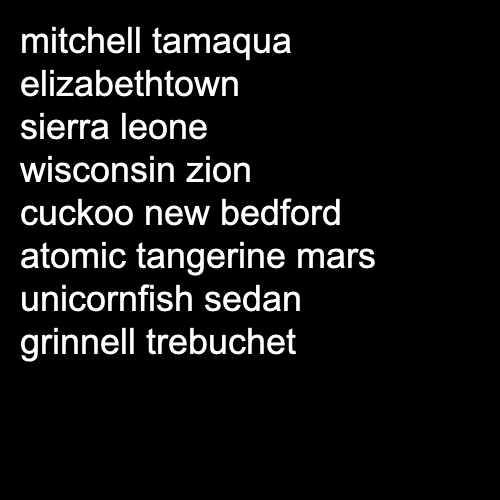 mitchell tamaqua
elizabethtown
sierra leone
wisconsin zion
cuckoo new bedford
atomic tangerine mars
unicornfish sedan
grinnell trebuchet